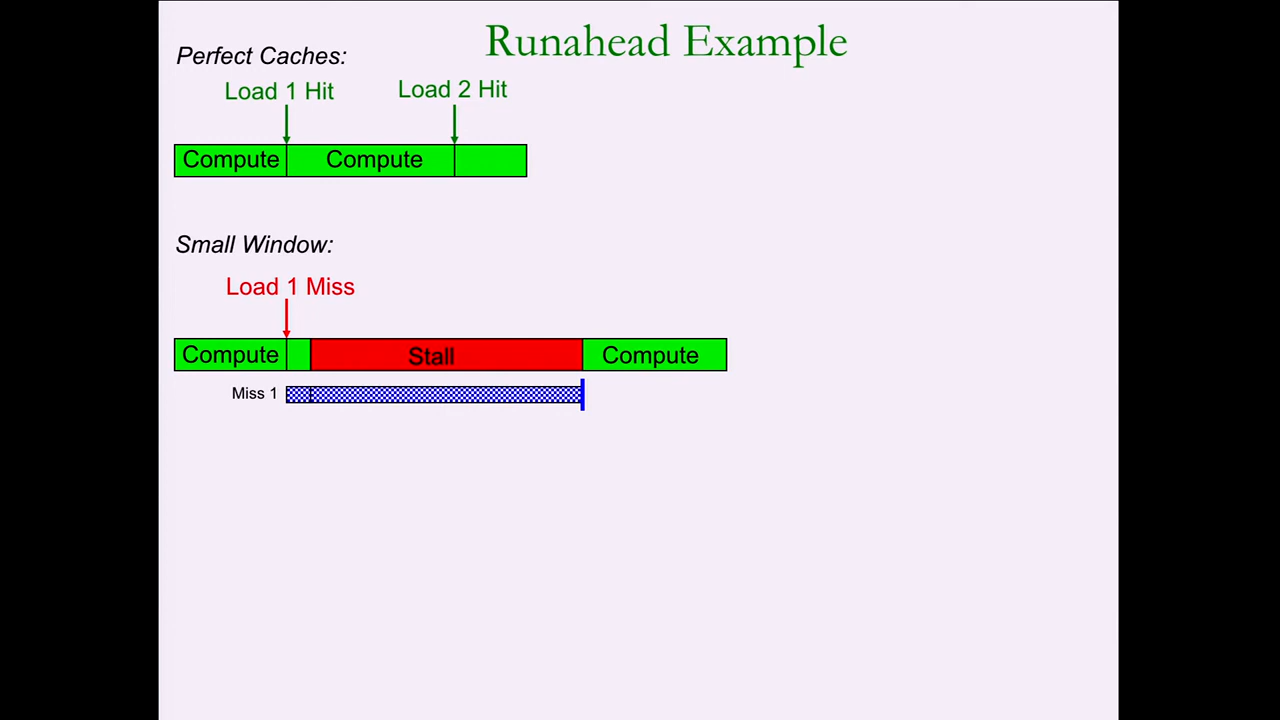 Runahead Example
Perfect Caches:
Load 1 Hit
Load 2 Hit
Compute
Compute
Small Window:
Load 1 Miss
Compute
Stall
Compute
Miss 1